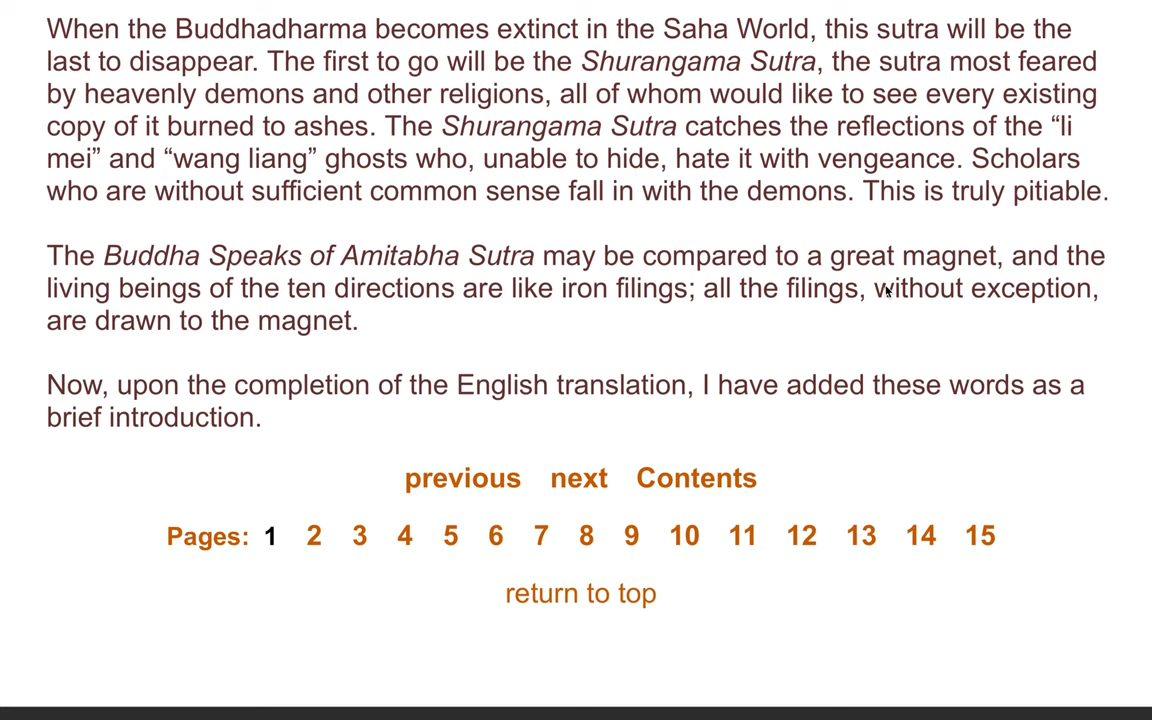 When the Buddhadharma becomes extinct in the Saha World, this sutra will be the
last to disappear. The first to go will be the Shurangama Sutra, the sutra most feared
by heavenly demons and other religions, all of whom would like to see every existing
copy of it burned to ashes. The Shurangama Sutra catches the reflections of the “li
mei” and “wang liang” ghosts who, unable to hide, hate it with vengeance. Scholars
who are without sufficient common sense fall in with the demons. This is truly pitiable.
The Buddha Speaks of Amitabha Sutra may be compared to a great magnet, and the
living beings of the ten directions are like iron filings; all the filings, without exception,
are drawn to the magnet.
Now, upon the completion of the English translation, I have added these words as a
brief introduction.
previous next Contents
Pages: 1 2 3 4 5 6 7 8 9 10 11 12 13 14 15
return to top